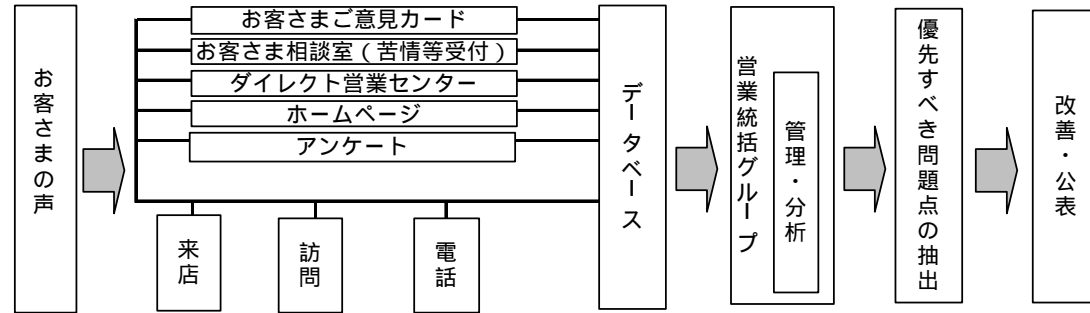 お客さまの声
お客さまご意見カード
お客さま相談室(苦情等受付)
ダイレクト営業センター
ホームページ
アンケート
来店
訪問
電話
データベース
営業統括グループ
管理・分析
優先すべき問題点の抽出
改善・公表